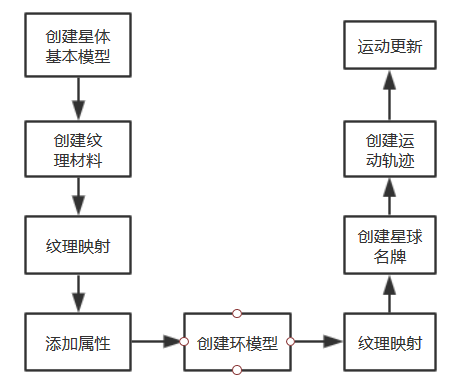 创建星体
基本模型
创建纹
理材料
纹理映射
添加属性
创建环模型
纹理映射
创建星球
名牌
创建运
动轨迹
运动更新